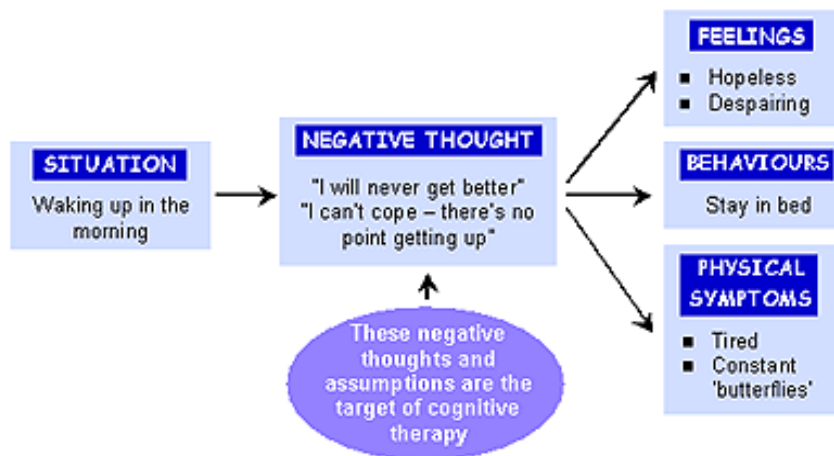 SITUATION
Waking up in the
morning
NEGATIVE THOUGHT
"I will never get better"
"I can't cope – there's no
point getting up"
These negative
thoughts and
assumptions are the
target of cognitive
therapy
FEELINGS
■ Hopeless
■ Despairing
BEHAVIOURS
Stay in bed
PHYSICAL
SYMPTOMS
■ Tired
■ Constant
'butterflies'